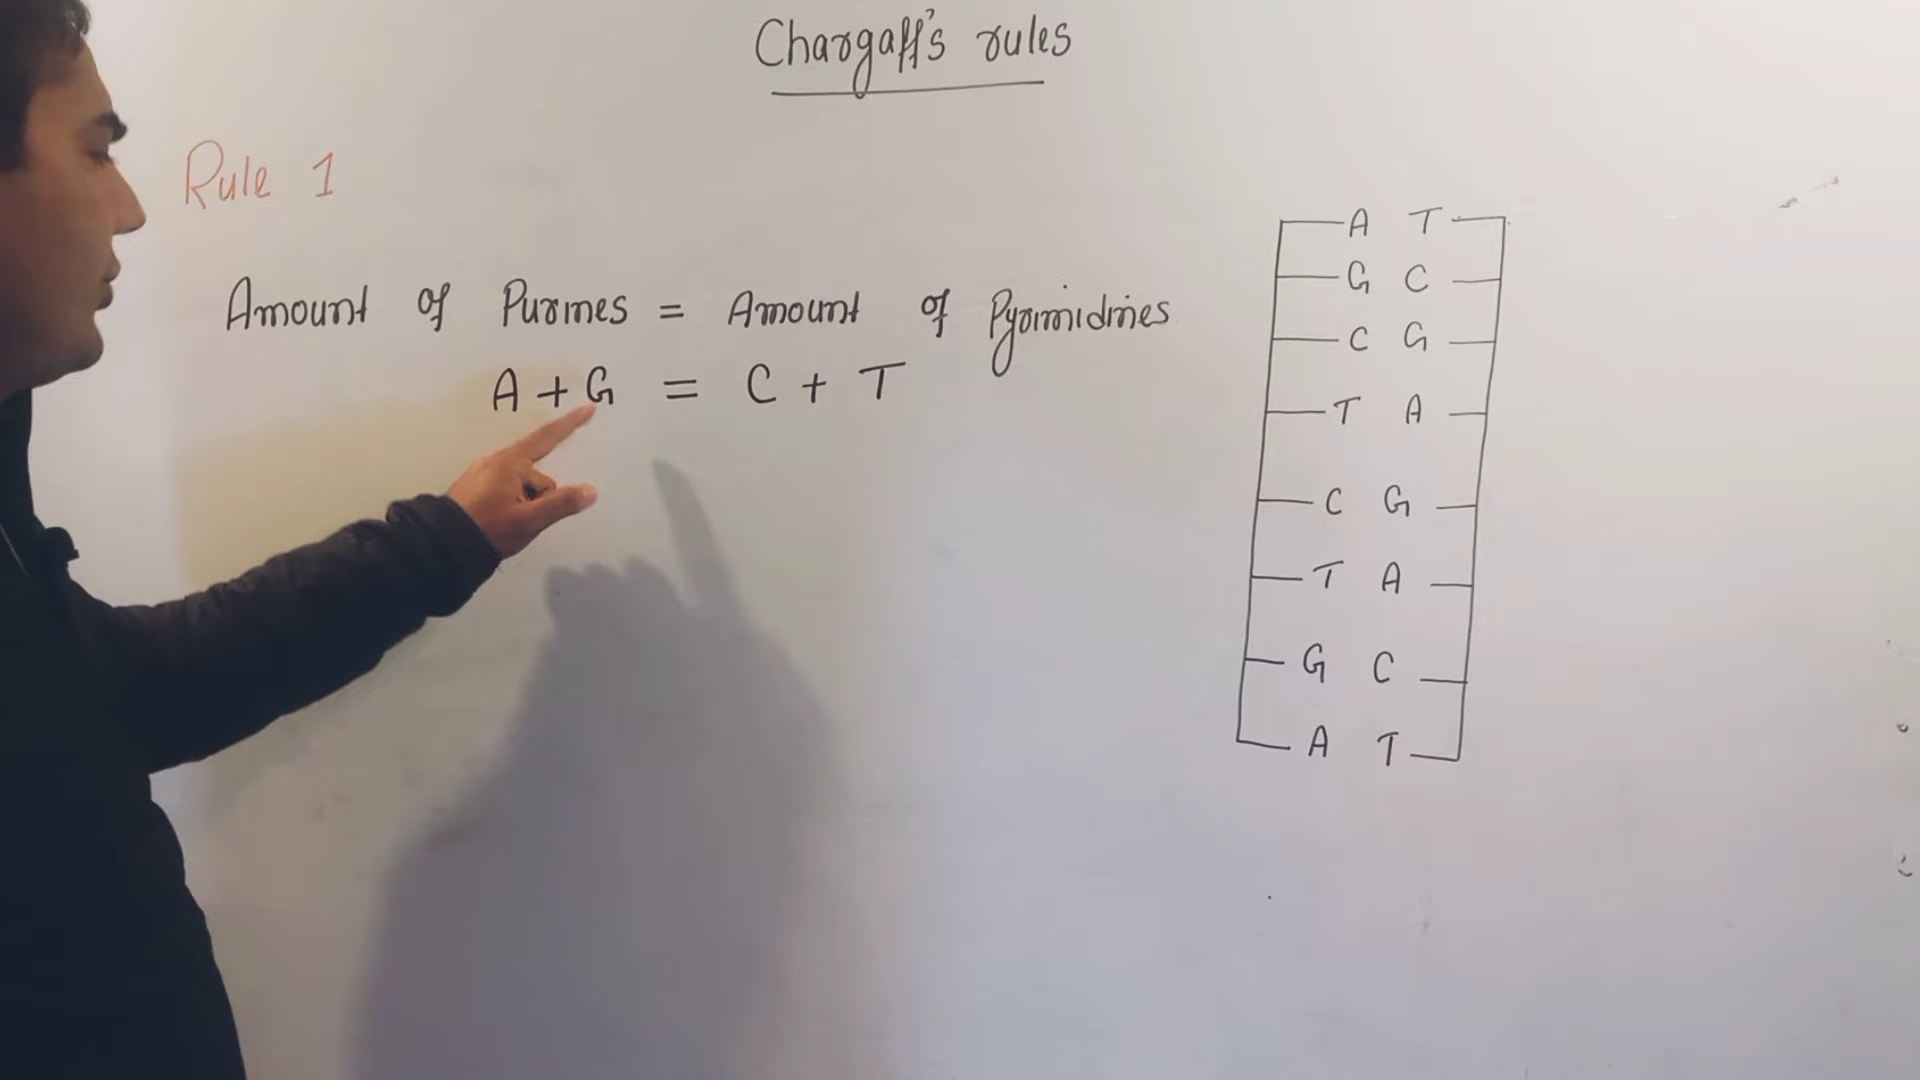 Chargaff's rules
Rule 1
Amount of Purines = Amount of Pyrimidines
A + G = C + T
A T
G C
C G
T A
C G
T A
G C
A T